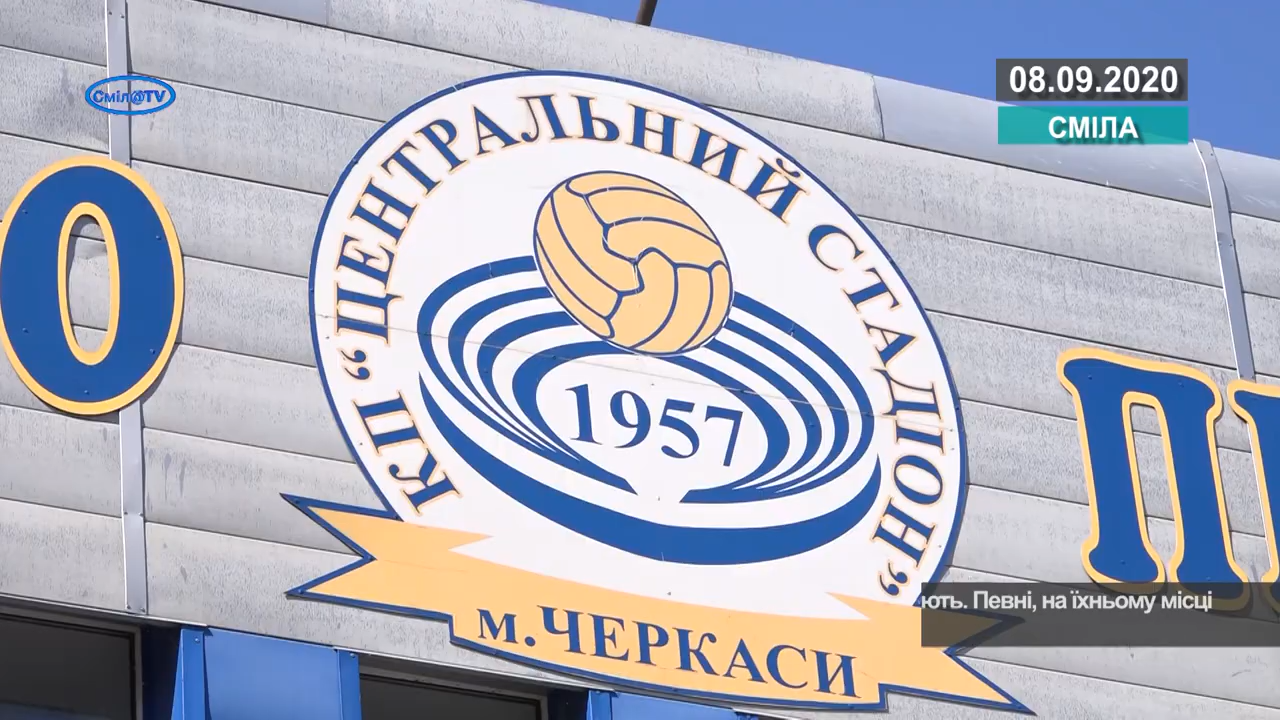 Сміл@TV
08.09.2020
СМІЛА
О
КП “ЦЕНТРАЛЬНИЙ СТАДІОН”
1957
м.ЧЕРКАСИ
П
ють. Певні, на їхньому місці